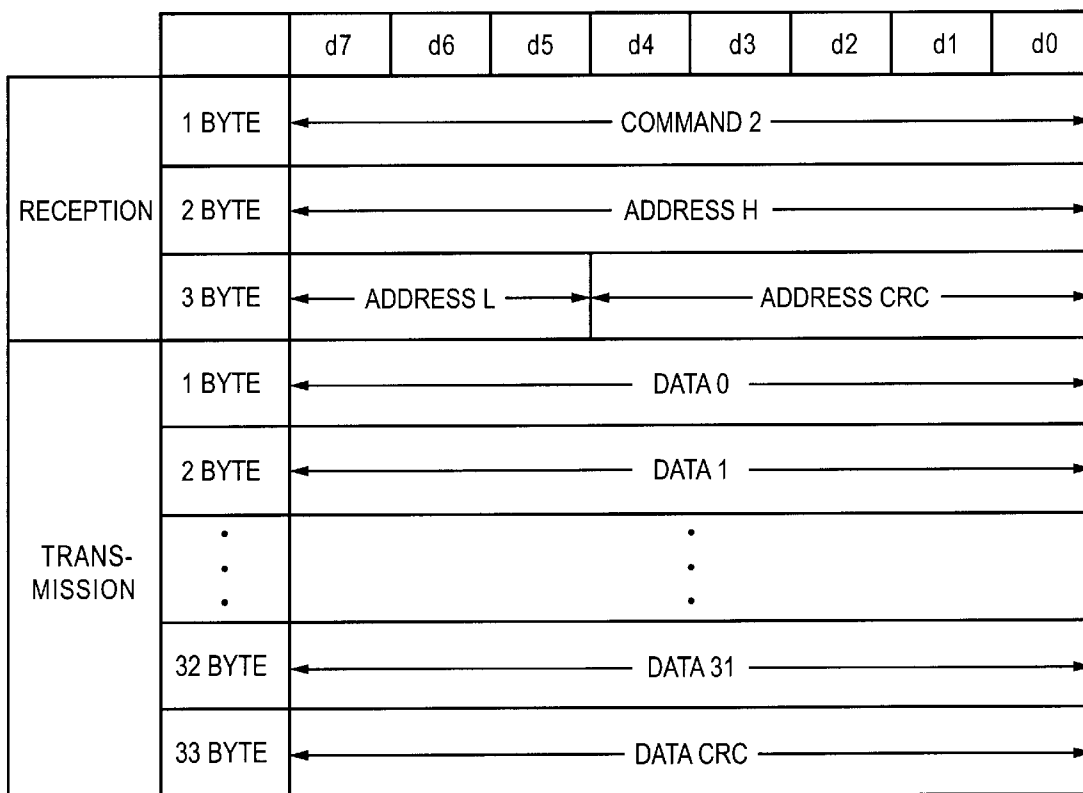 d7 d6 d5 d4 d3 d2 d1 d0
RECEPTION
1 BYTE COMMAND 2
2 BYTE ADDRESS H
3 BYTE ADDRESS L ADDRESS CRC
TRANS-
MISSION
1 BYTE DATA 0
2 BYTE DATA 1
32 BYTE DATA 31
33 BYTE DATA CRC